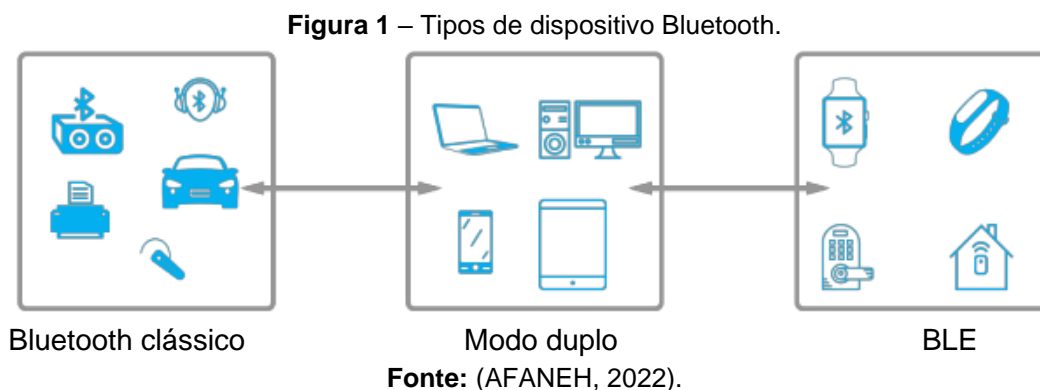 Figura 1 – Tipos de dispositivo Bluetooth.
Bluetooth clássico Modo duplo BLE
Fonte: (AFANEH, 2022).